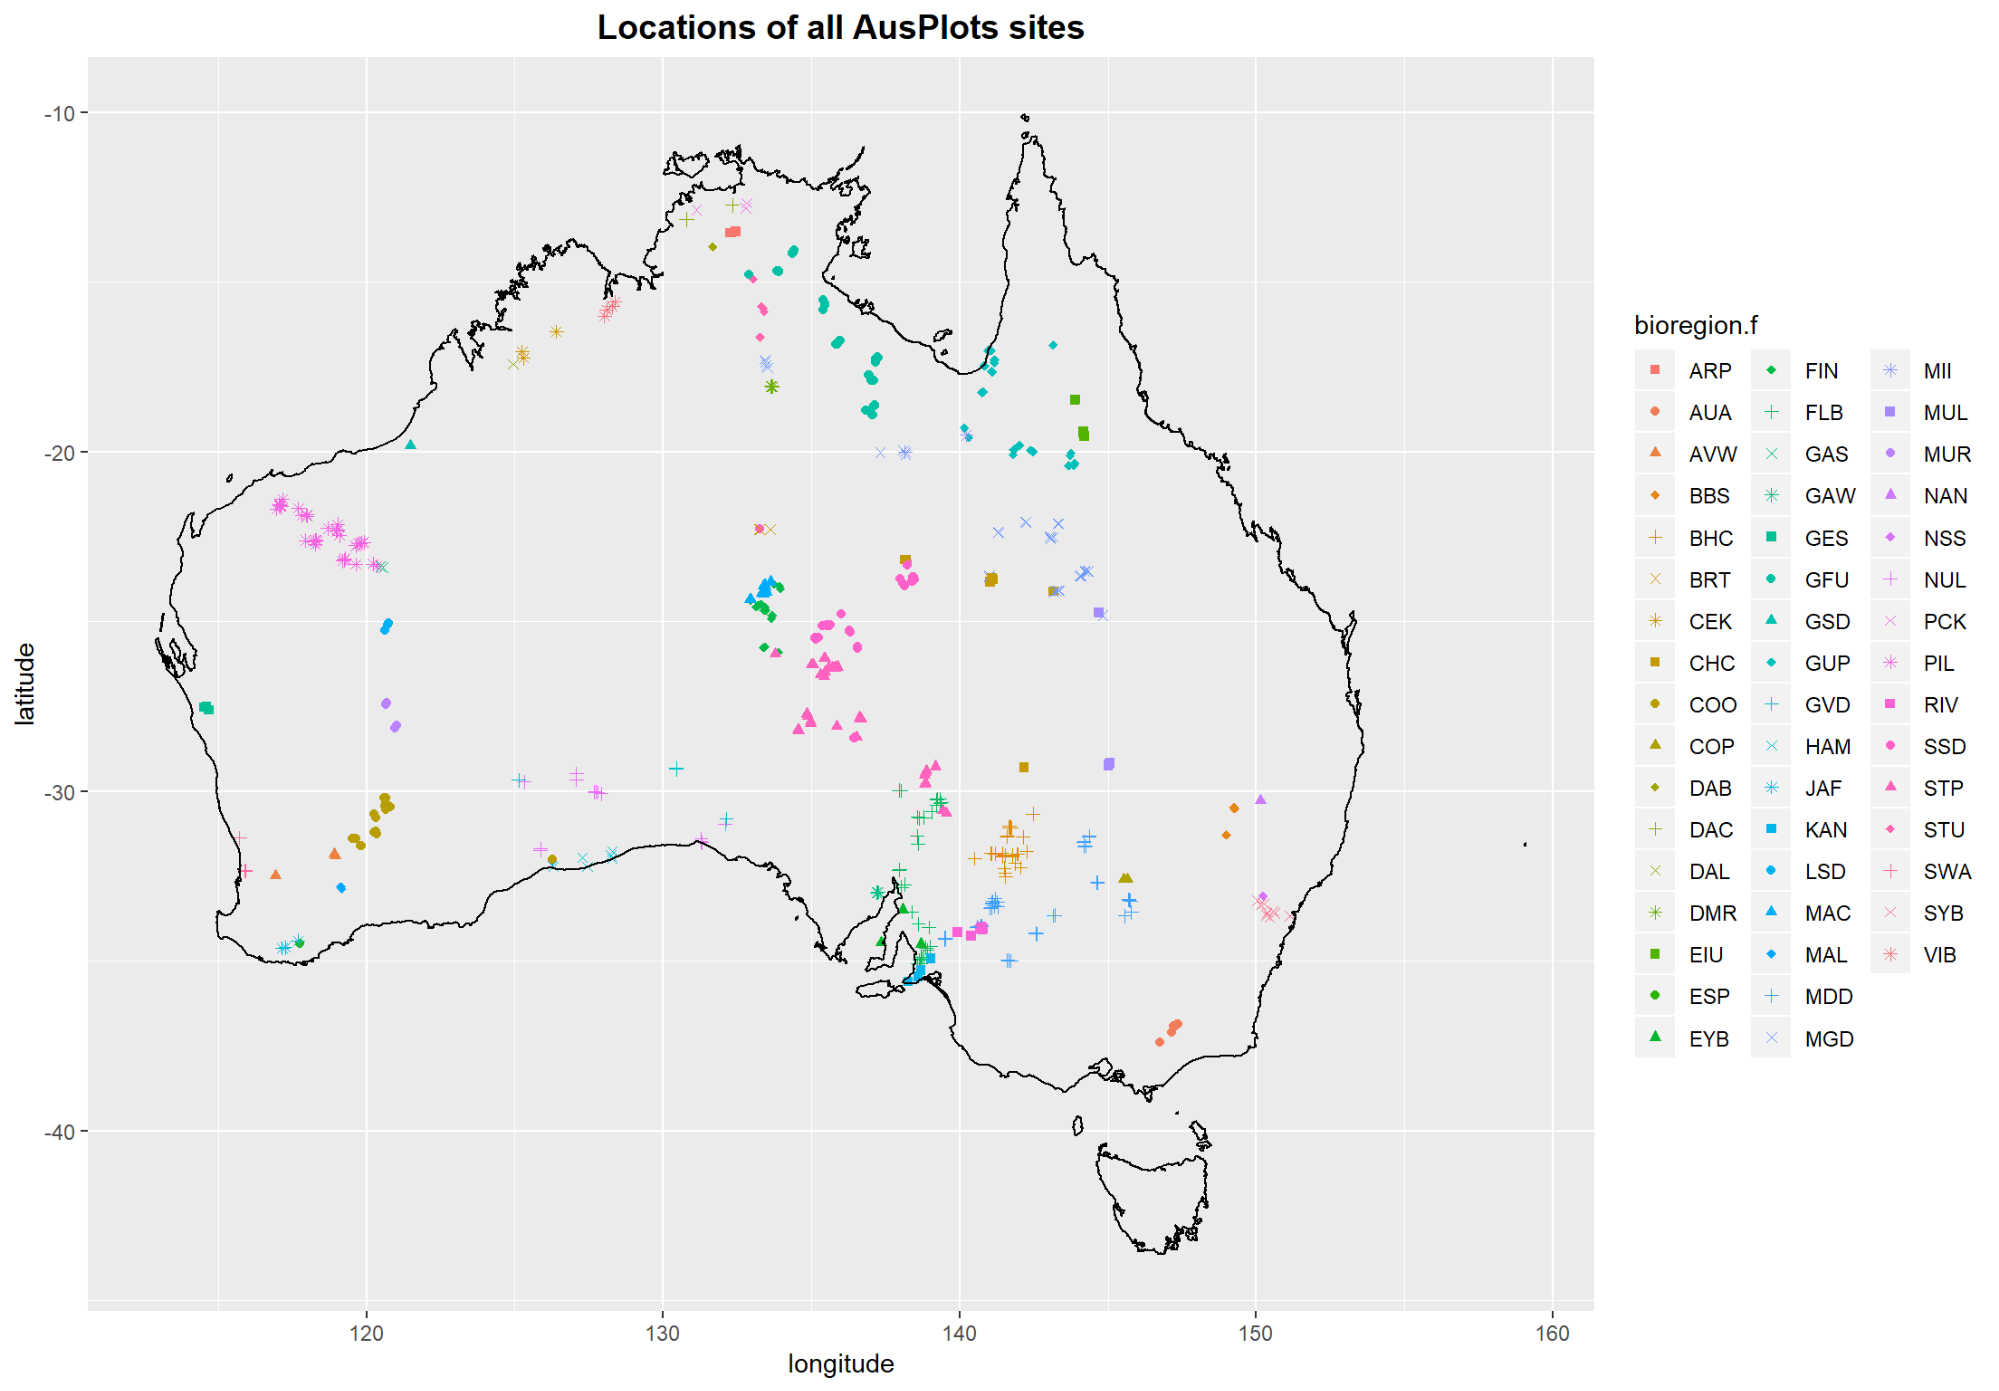 Locations of all AusPlots sites
-10
-20
-30
-40
latitude
120
130
140
150
160
longitude
bioregion.f
ARP FIN MII
AUA FLB MUL
AVW GAS MUR
BBS GAW NAN
BHC GES NSS
BRT GFU NUL
CEK GSD PCK
CHC GUP PIL
COO GVD RIV
COP HAM SSD
DAB JAF STP
DAC KAN STU
DAL LSD SWA
DMR MAC SYB
EIU MAL VIB
ESP MDD
EYB MGD